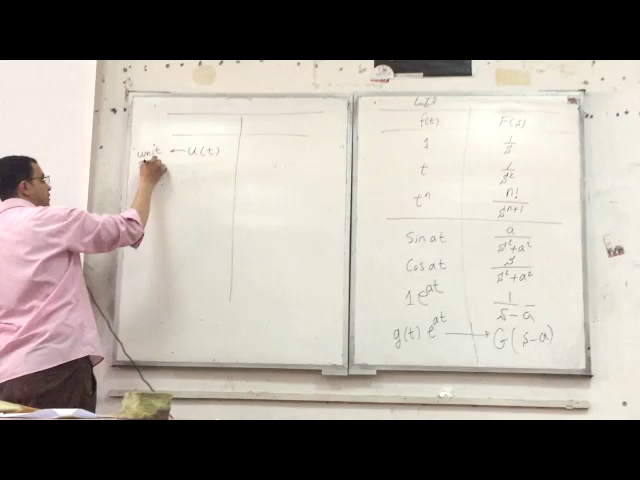 unit ← u(t)
f(t) F(s)
1 1/s
t 1/s²
tⁿ n!/sⁿ⁺¹
Sin at a/s²+a²
Cos at s/s²+a²
1 e^at 1/s-a
g(t) e^at → G(s-a)